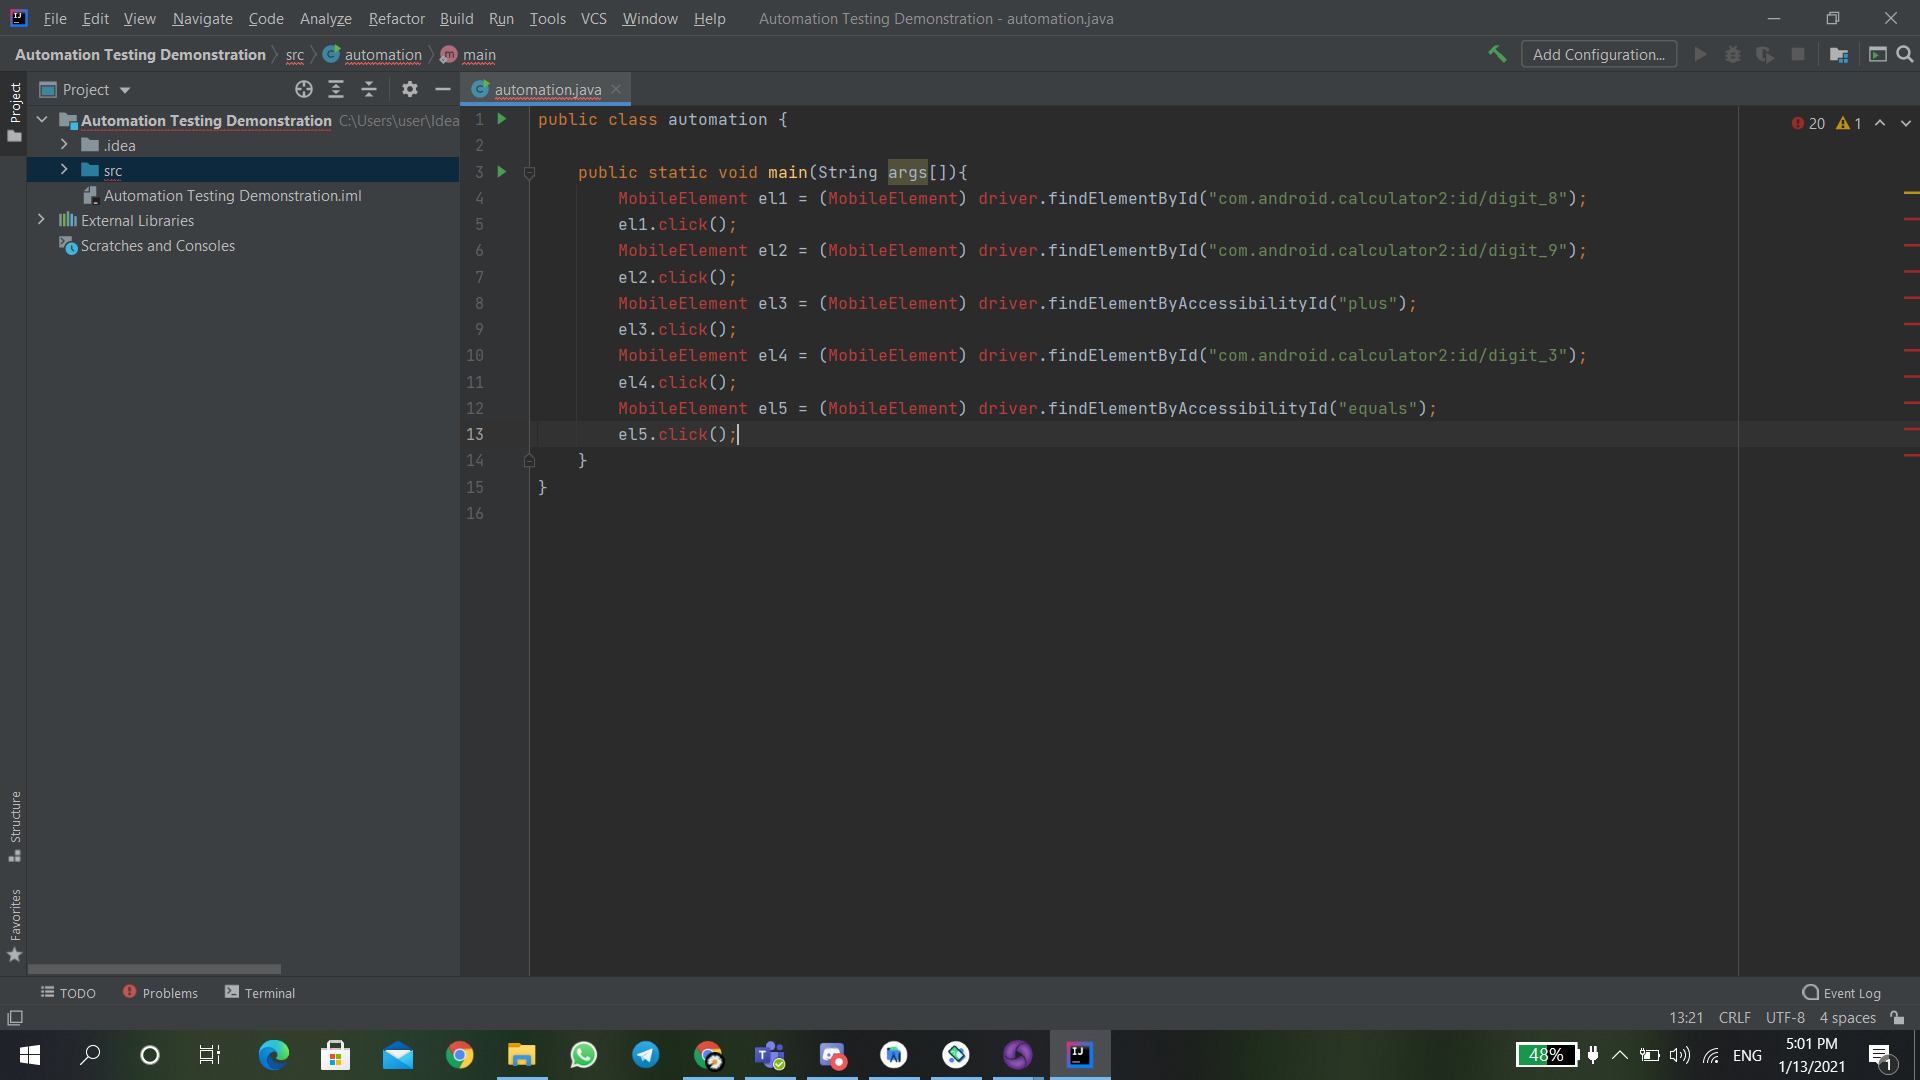 File Edit View Navigate Code Analyze Refactor Build Run Tools VCS Window Help Automation Testing Demonstration - automation.java
Automation Testing Demonstration src automation main Add Configuration...
Project automation.java
Project
Automation Testing Demonstration C:\Users\user\Idea
.idea
src
Automation Testing Demonstration.iml
External Libraries
Scratches and Consoles
20 1
1 public class automation {
2
3 public static void main(String args[]){
4 MobileElement el1 = (MobileElement) driver.findElementById("com.android.calculator2:id/digit_8");
5 el1.click();
6 MobileElement el2 = (MobileElement) driver.findElementById("com.android.calculator2:id/digit_9");
7 el2.click();
8 MobileElement el3 = (MobileElement) driver.findElementByAccessibilityId("plus");
9 el3.click();
10 MobileElement el4 = (MobileElement) driver.findElementById("com.android.calculator2:id/digit_3");
11 el4.click();
12 MobileElement el5 = (MobileElement) driver.findElementByAccessibilityId("equals");
13 el5.click();
14 }
15 }
16
Structure
Favorites
TODO Problems Terminal Event Log
13:21 CRLF UTF-8 4 spaces
48% ENG 5:01 PM
1/13/2021
1